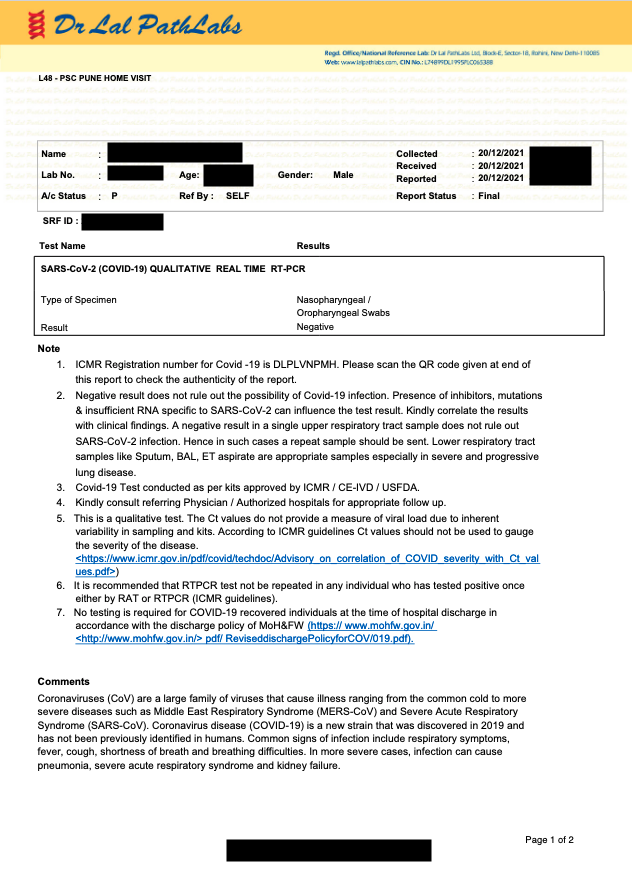 Dr Lal PathLabs
Regd. Office/National Reference Lab: Dr Lal PathLabs Ltd, Block-E, Sector-18, Rohini, New Delhi-110085
Web: www.lalpathlabs.com, CIN No.: L74899DL1995PLC065388
L48 - PSC PUNE HOME VISIT
Name :
Collected : 20/12/2021
Received : 20/12/2021
Lab No. : Age: Gender: Male
Reported : 20/12/2021
A/c Status : P Ref By : SELF Report Status : Final
SRF ID :
Test Name Results
SARS-CoV-2 (COVID-19) QUALITATIVE REAL TIME RT-PCR
Type of Specimen Nasopharyngeal /
Oropharyngeal Swabs
Result Negative
Note
1. ICMR Registration number for Covid -19 is DLPLVNPMH. Please scan the QR code given at end of
this report to check the authenticity of the report.
2. Negative result does not rule out the possibility of Covid-19 infection. Presence of inhibitors, mutations
& insufficient RNA specific to SARS-CoV-2 can influence the test result. Kindly correlate the results
with clinical findings. A negative result in a single upper respiratory tract sample does not rule out
SARS-CoV-2 infection. Hence in such cases a repeat sample should be sent. Lower respiratory tract
samples like Sputum, BAL, ET aspirate are appropriate samples especially in severe and progressive
lung disease.
3. Covid-19 Test conducted as per kits approved by ICMR / CE-IVD / USFDA.
4. Kindly consult referring Physician / Authorized hospitals for appropriate follow up.
5. This is a qualitative test. The Ct values do not provide a measure of viral load due to inherent
variability in sampling and kits. According to ICMR guidelines Ct values should not be used to gauge
the severity of the disease.
<https://www.icmr.gov.in/pdf/covid/techdoc/Advisory_on_correlation_of_COVID_severity_with_Ct_val
ues.pdf>)
6. It is recommended that RTPCR test not be repeated in any individual who has tested positive once
either by RAT or RTPCR (ICMR guidelines).
7. No testing is required for COVID-19 recovered individuals at the time of hospital discharge in
accordance with the discharge policy of MoH&FW (https:// www.mohfw.gov.in/
<http://www.mohfw.gov.in/> pdf/ ReviseddischargePolicyforCOV/019.pdf).
Comments
Coronaviruses (CoV) are a large family of viruses that cause illness ranging from the common cold to more
severe diseases such as Middle East Respiratory Syndrome (MERS-CoV) and Severe Acute Respiratory
Syndrome (SARS-CoV). Coronavirus disease (COVID-19) is a new strain that was discovered in 2019 and
has not been previously identified in humans. Common signs of infection include respiratory symptoms,
fever, cough, shortness of breath and breathing difficulties. In more severe cases, infection can cause
pneumonia, severe acute respiratory syndrome and kidney failure.
Page 1 of 2